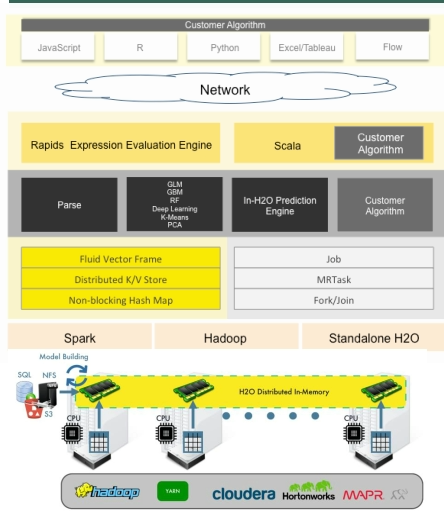 Customer Algorithm
JavaScript
R
Python
Excel/Tableau
Flow
Network
Rapids Expression Evaluation Engine
Scala
Customer
Algorithm
Parse
GLM
GBM
RF
Deep Learning
K-Means
PCA
In-H2O Prediction
Engine
Customer
Algorithm
Fluid Vector Frame
Distributed K/V Store
Non-blocking Hash Map
Job
MRTask
Fork/Join
Spark
Hadoop
Standalone H2O
Model Building
SQL
NFS
S3
H2O Distributed In-Memory
CPU
CPU
CPU
hadoop
YARN
cloudera
Hortonworks
MAPR